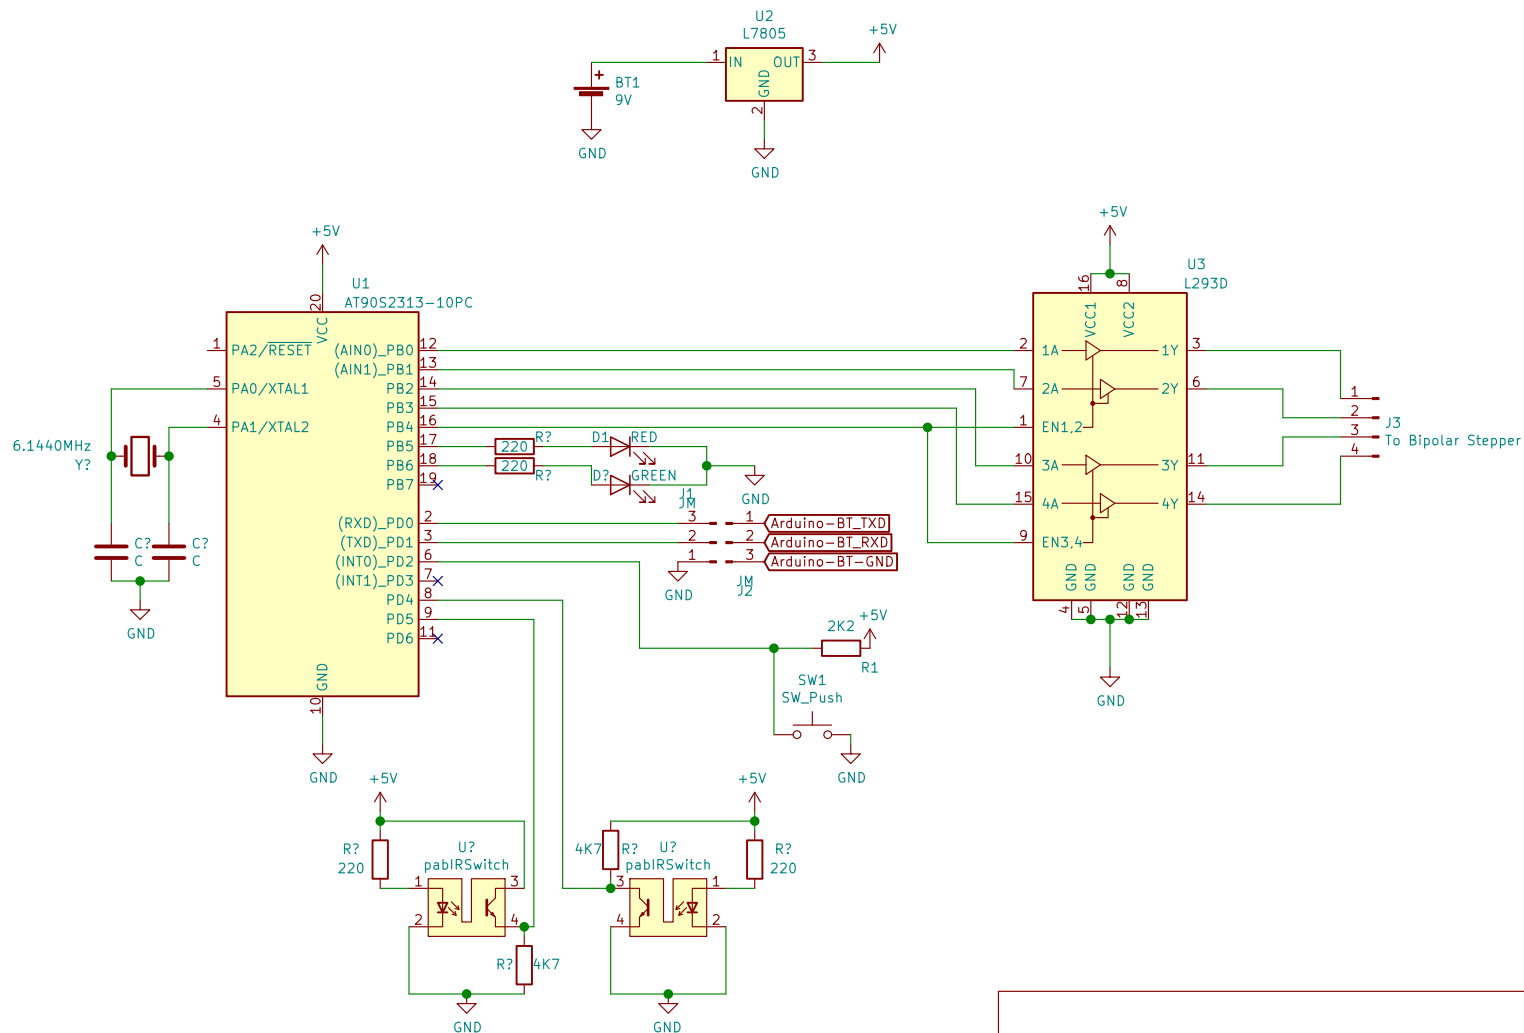 U2
L7805
+5V
1
IN
OUT
3
GND
2
GND
+
BT1
9V
GND
+5V
U1
AT90S2313-10PC
20
VCC
1
PA2/RESET
5
PA0/XTAL1
4
PA1/XTAL2
(AIN0)_PB0
12
(AIN1)_PB1
13
PB2
14
PB3
15
PB4
16
PB5
17
PB6
18
PB7
19
(RXD)_PD0
2
(TXD)_PD1
3
(INT0)_PD2
6
(INT1)_PD3
7
PD4
8
PD5
9
PD6
11
GND
10
GND
6.1440MHz
Y?
C?
C
C?
C
GND
220
R?
D1
RED
220
R?
D?
GREEN
GND
J1
JM
3
2
1
GND
1
Arduino-BT_TXD
2
Arduino-BT_RXD
3
Arduino-BT-GND
JM
J2
2K2
+5V
R1
SW1
SW_Push
GND
+5V
U3
L293D
16
8
VCC1
VCC2
2
1A
1Y
3
7
2A
2Y
6
1
EN1,2
10
3A
3Y
11
15
4A
4Y
14
9
EN3,4
GND
GND
GND
GND
4
5
12
13
GND
1
2
3
4
J3
To Bipolar Stepper
+5V
R?
220
U?
pabIRSwitch
1
3
2
4
R?
4K7
GND
+5V
4K7
R?
U?
pabIRSwitch
R?
220
3
1
4
2
GND